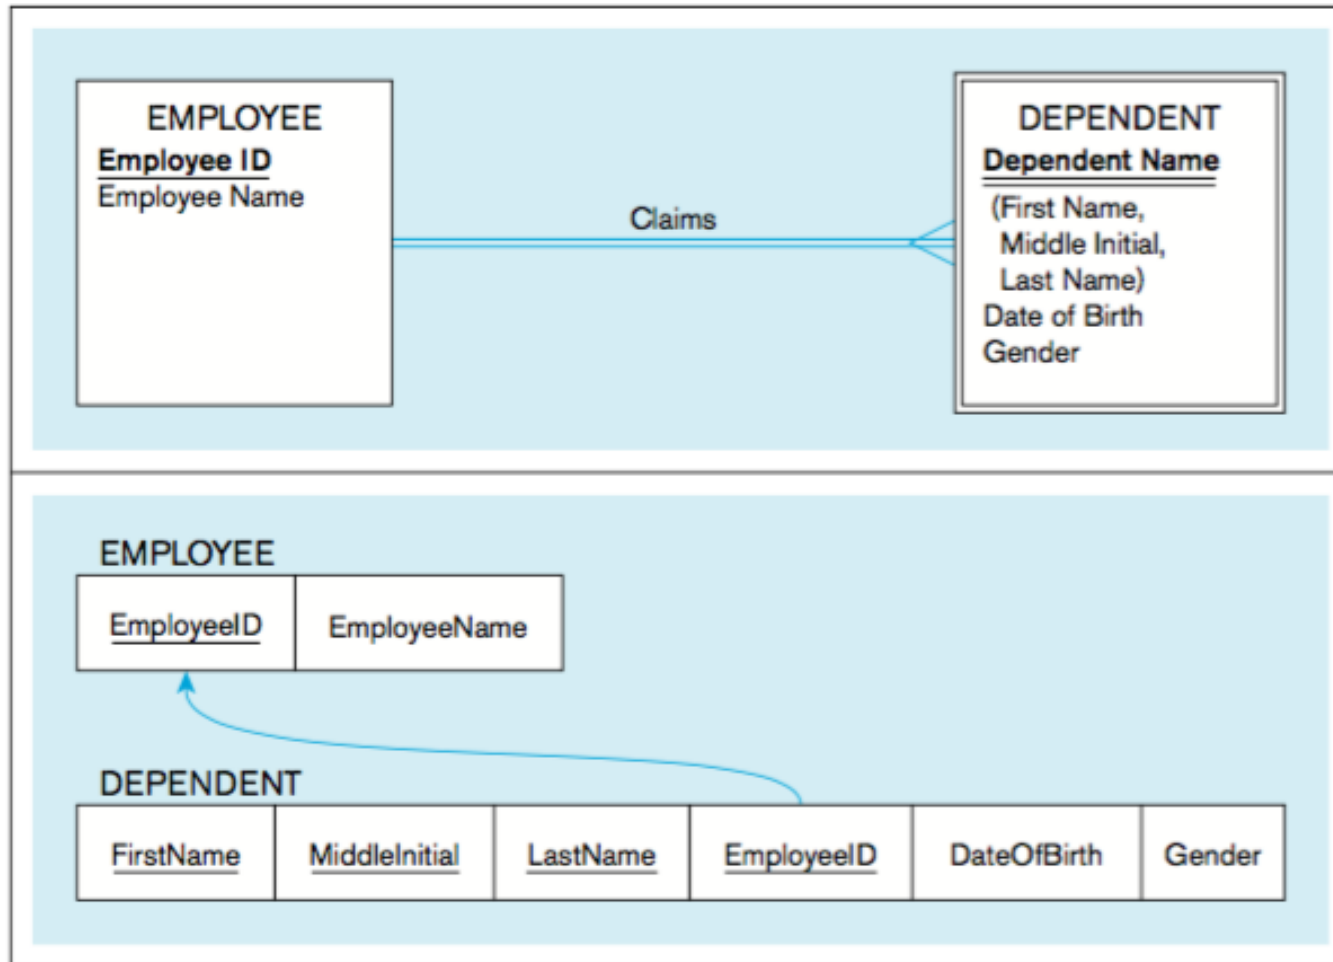 EMPLOYEE
Employee ID
Employee Name
Claims
DEPENDENT
Dependent Name
(First Name,
Middle Initial,
Last Name)
Date of Birth
Gender
EMPLOYEE
EmployeeID EmployeeName
DEPENDENT
FirstName MiddleInitial LastName EmployeeID DateOfBirth Gender